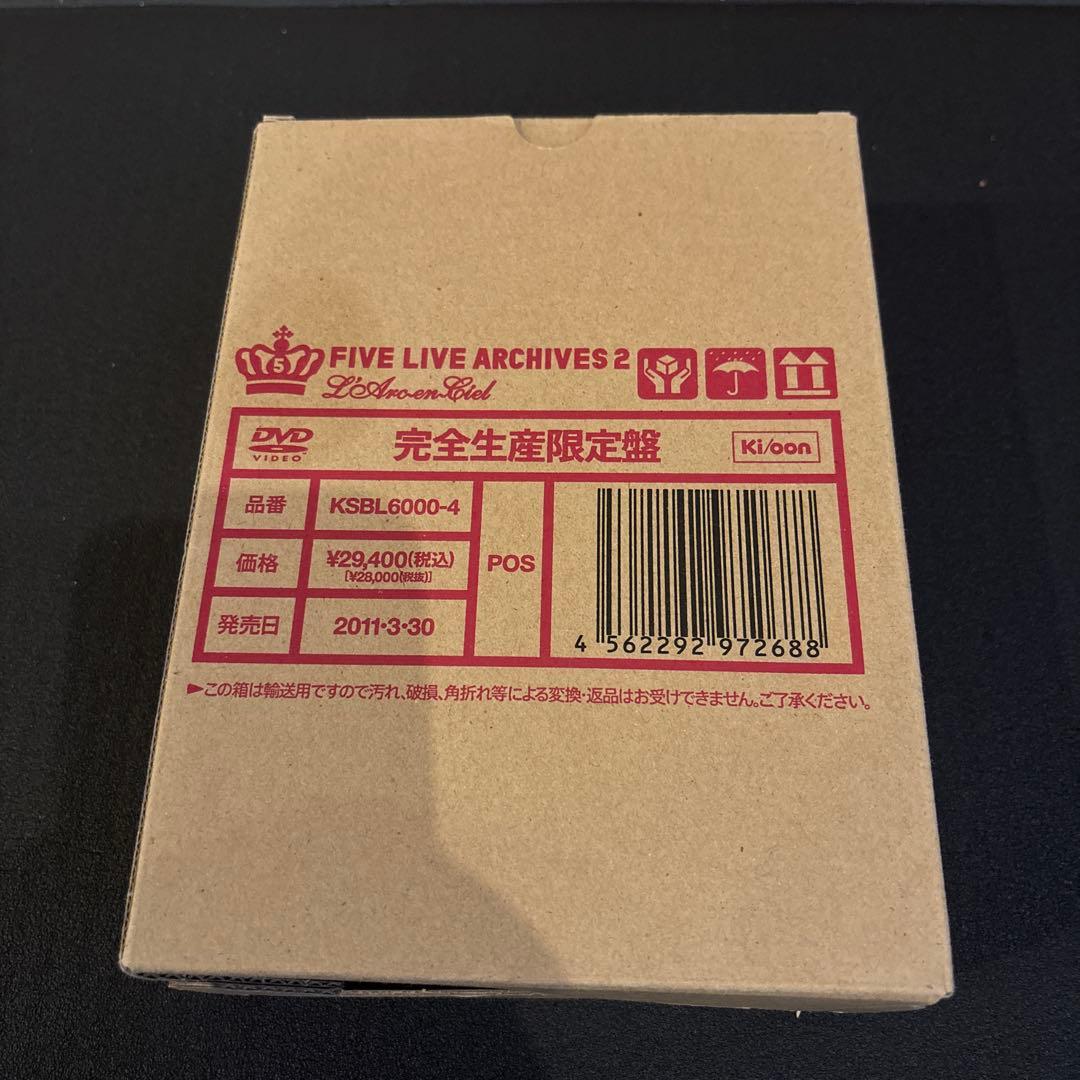 5
FIVE LIVE ARCHIVES 2
L'Arc-en-Ciel
DVD
VIDEO
完全生産限定盤
Ki/oon
品番
KSBL6000-4
価格
¥29,400(税込)
[¥28,000(税抜)]
発売日
2011・3・30
POS
4 562292 972688
▶この箱は輸送用ですので汚れ、破損、角折れ等による変換・返品はお受けできません。ご了承ください。